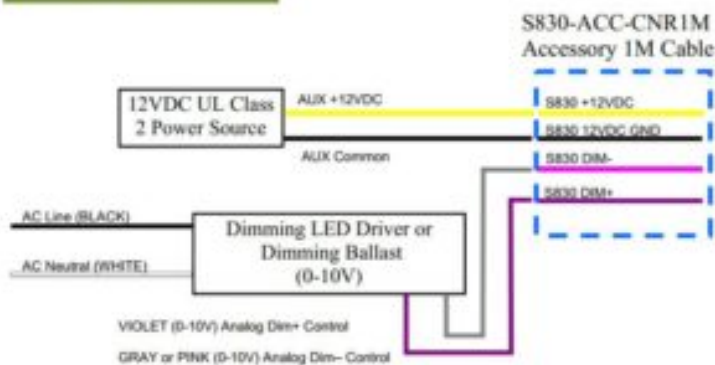 S830-ACC-CNR1M
Accessory 1M Cable
12VDC UL Class
2 Power Source
AUX +12VDC
AUX Common
S830 +12VDC
S830 12VDC GND
S830 DIM-
S830 DIM+
AC Line (BLACK)
AC Neutral (WHITE)
Dimming LED Driver or
Dimming Ballast
(0-10V)
VIOLET (0-10V) Analog Dim+ Control
GRAY or PINK (0-10V) Analog Dim– Control